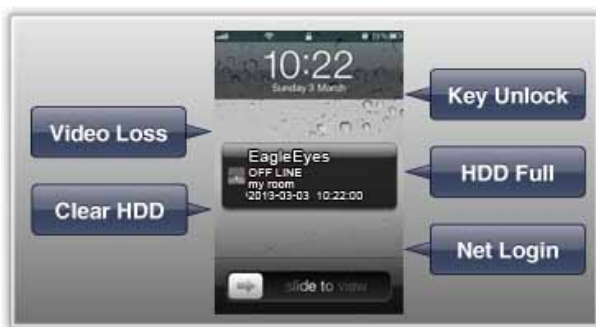 10:22
Sunday 3 March
Key Unlock
Video Loss
EagleEyes
OFF LINE
my room
2013-03-03 10:22:00
HDD Full
Clear HDD
Net Login
slide to view